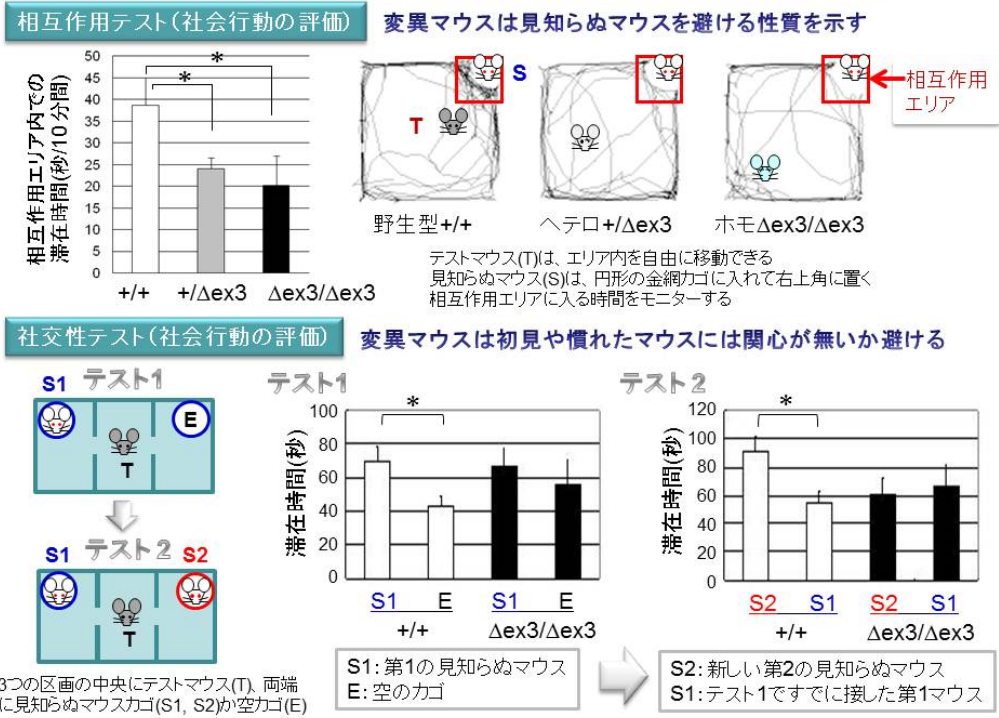 相互作用テスト(社会行動の評価)
変異マウスは見知らぬマウスを避ける性質を示す
相互作用エリア内での
滞在時間(秒/10分間)
50
45
40
35
30
25
20
15
10
5
0
*
*
+/+
+/Δex3
Δex3/Δex3
S
T
相互作用
エリア
野生型+/+
ヘテロ+/Δex3
ホモΔex3/Δex3
テストマウス(T)は、エリア内を自由に移動できる
見知らぬマウス(S)は、円形の金網カゴに入れて右上角に置く
相互作用エリアに入る時間をモニターする
社交性テスト(社会行動の評価)
変異マウスは初見や慣れたマウスには関心が無いか避ける
テスト1
S1
E
T
テスト2
S1
S2
T
3つの区画の中央にテストマウス(T)、両端
に見知らぬマウスカゴ(S1, S2)か空カゴ(E)
テスト1
滞在時間(秒)
100
80
60
40
20
0
*
S1 E S1 E
+/+ Δex3/Δex3
S1:第1の見知らぬマウス
E:空のカゴ
テスト2
滞在時間(秒)
120
100
80
60
40
20
0
*
S2 S1 S2 S1
+/+ Δex3/Δex3
S2:新しい第2の見知らぬマウス
S1:テスト1ですでに接した第1マウス